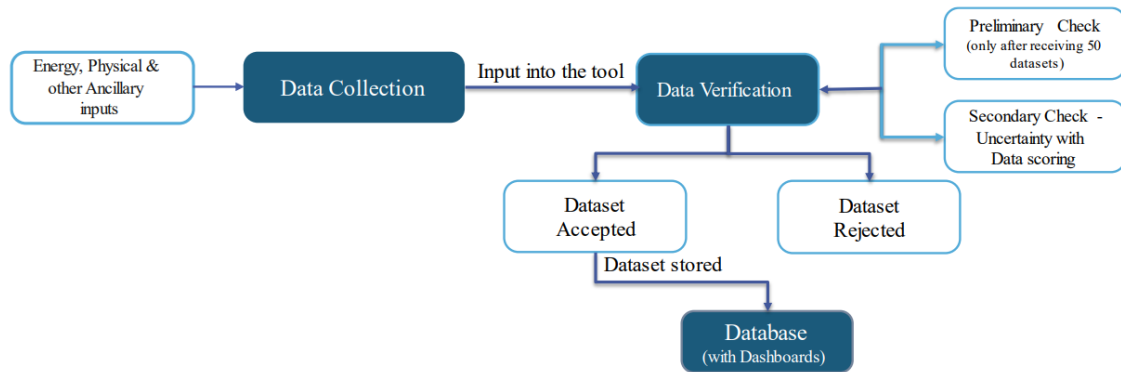 Energy, Physical &
other Ancillary
inputs
Data Collection
Input into the tool
Data Verification
Preliminary Check
(only after receiving 50
datasets)
Secondary Check -
Uncertainty with
Data scoring
Dataset
Accepted
Dataset
Rejected
Dataset stored
Database
(with Dashboards)